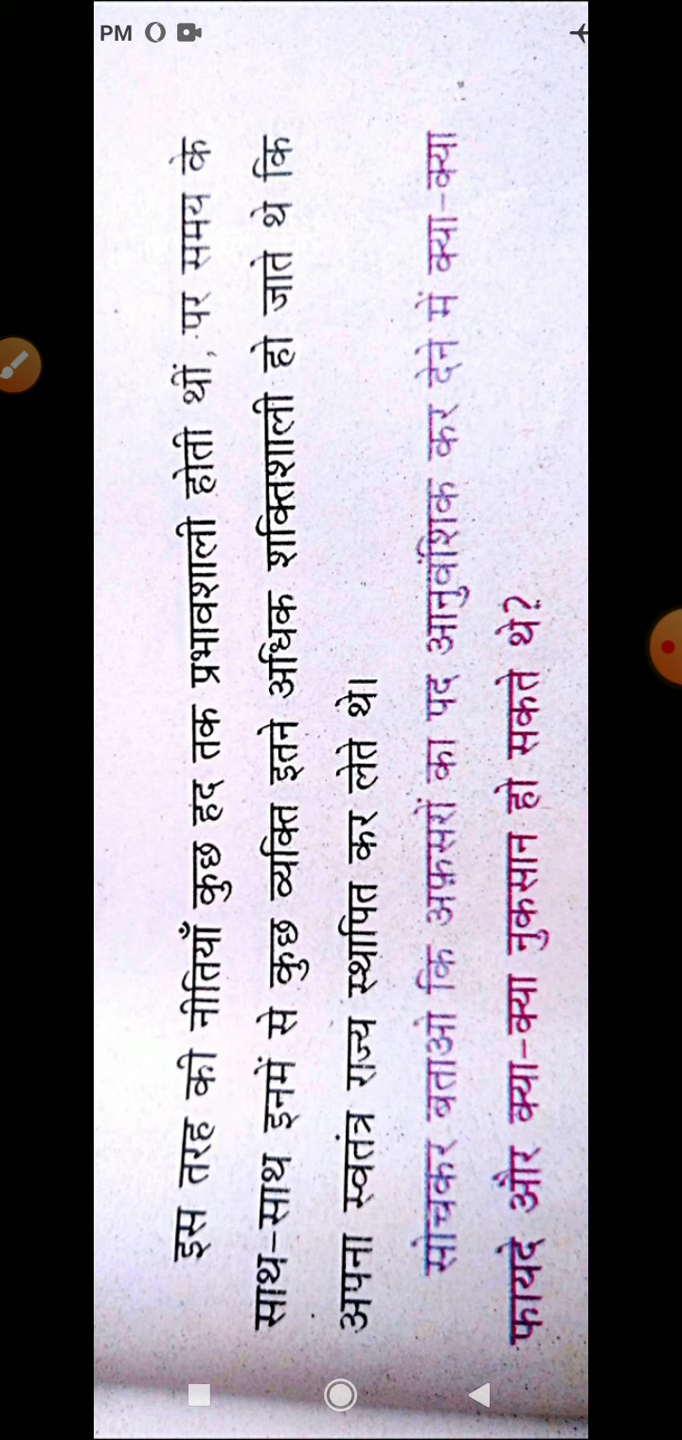 PM
इस तरह की नीतियाँ कुछ हद तक प्रभावशाली होती थीं, पर समय के
साथ-साथ इनमें से कुछ व्यक्ति इतने अधिक शक्तिशाली हो जाते थे कि
अपना स्वतंत्र राज्य स्थापित कर लेते थे।
सोचकर बताओ कि अफ़सरों का पद आनुवंशिक कर देने में क्या-क्या
फायदे और क्या-क्या नुकसान हो सकते थे?